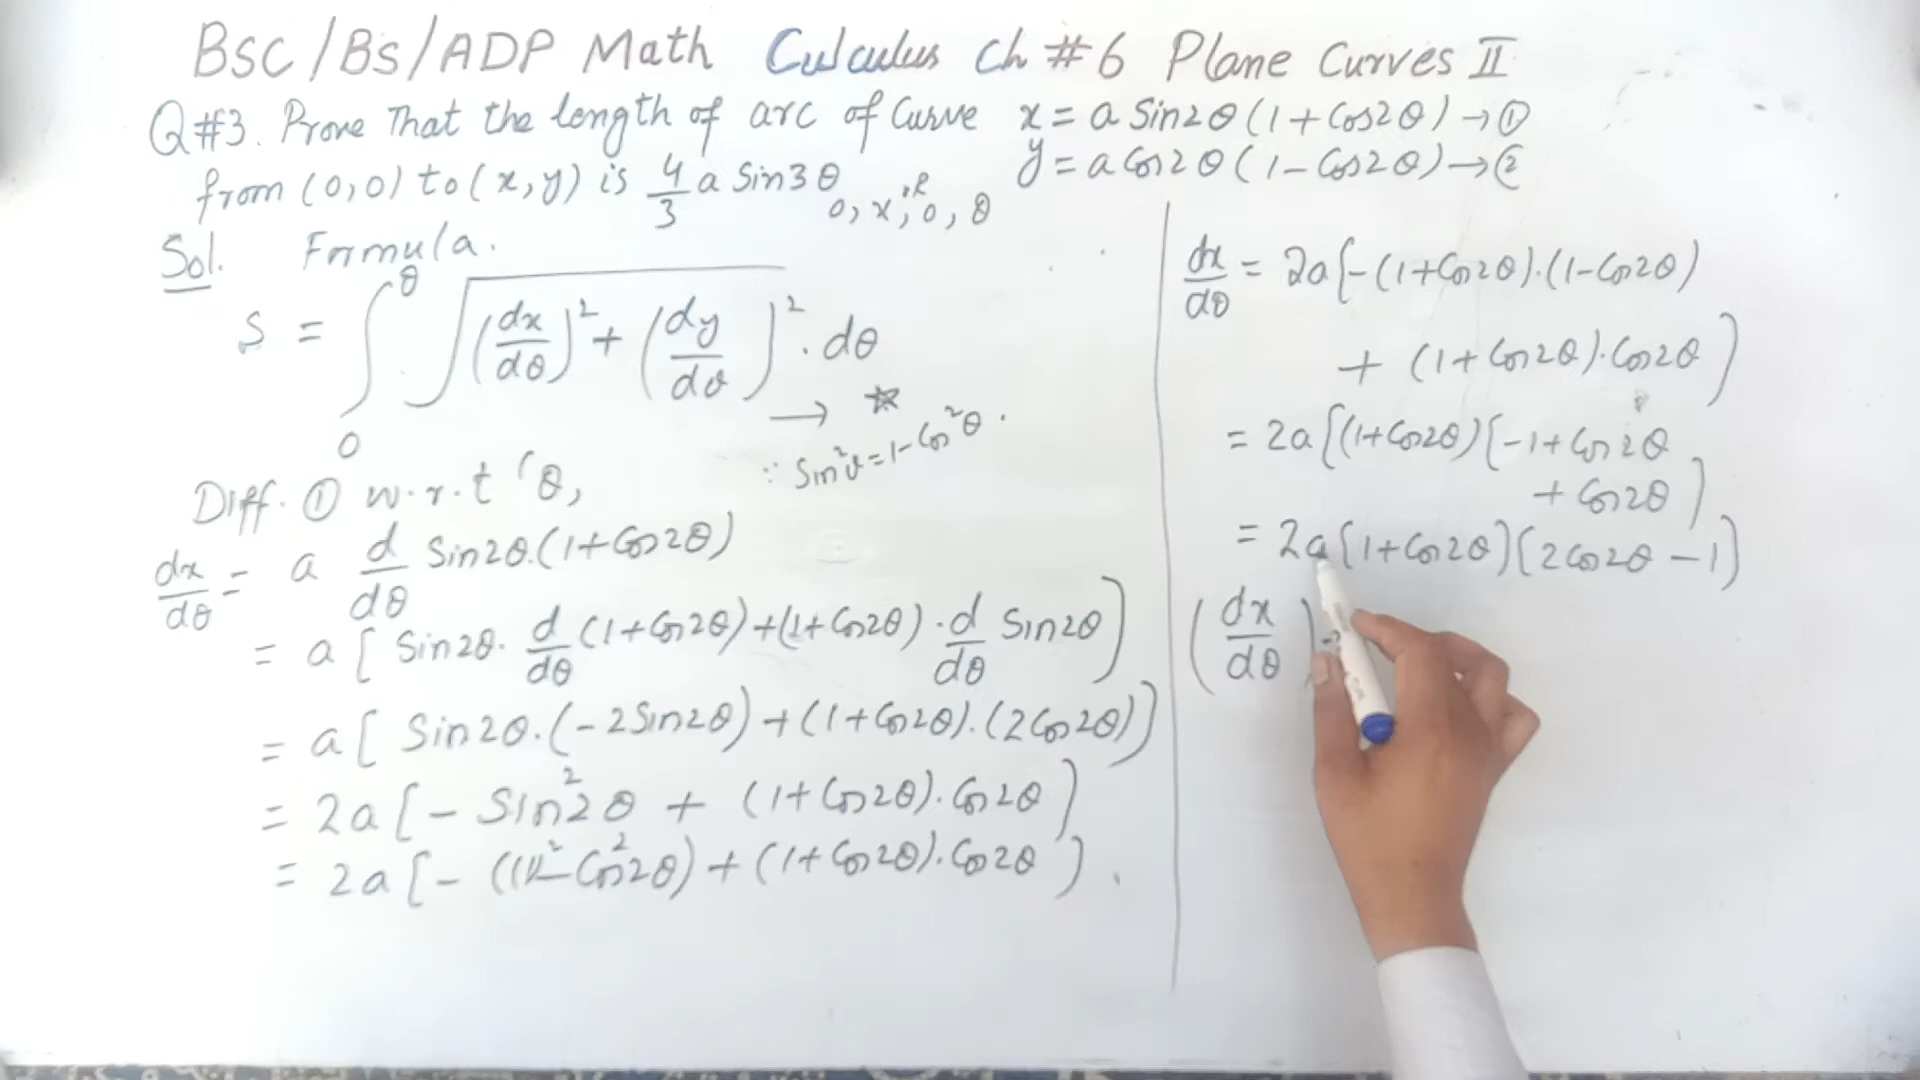 BSC/BS/ADP Math Calculus Ch #6 Plane Curves II
Q#3. Prove That the length of arc of Curve x = a Sin2θ(1+Cos2θ) → ①
y = a Cos2θ(1-Cos2θ) → ②
from (0,0) to (x,y) is 4/3 a Sin3θ
0, x, 0, θ
Sol. Formula.
S = ∫₀^θ √((dx/dθ)² + (dy/dθ)²) . dθ
→ ☆
∵ Sin²θ = 1 - Cos²θ .
Diff. ① w.r.t 'θ,
dx/dθ = a d/dθ Sin2θ.(1+Cos2θ)
= a [ Sin2θ. d/dθ (1+Cos2θ) + (1+Cos2θ) . d/dθ Sin2θ ]
= a [ Sin2θ.(-2Sin2θ) + (1+Cos2θ).(2Cos2θ) ]
= 2a [ - Sin²2θ + (1+Cos2θ).Cos2θ ]
= 2a [ - ((1)² - Cos²2θ) + (1+Cos2θ).Cos2θ ] .
dx/dθ = 2a [ -(1+Cos2θ).(1-Cos2θ)
+ (1+Cos2θ).Cos2θ ]
= 2a [ (1+Cos2θ) [ -1+Cos2θ
+ Cos2θ ]
= 2a (1+Cos2θ) (2Cos2θ - 1)
(dx/dθ)² =